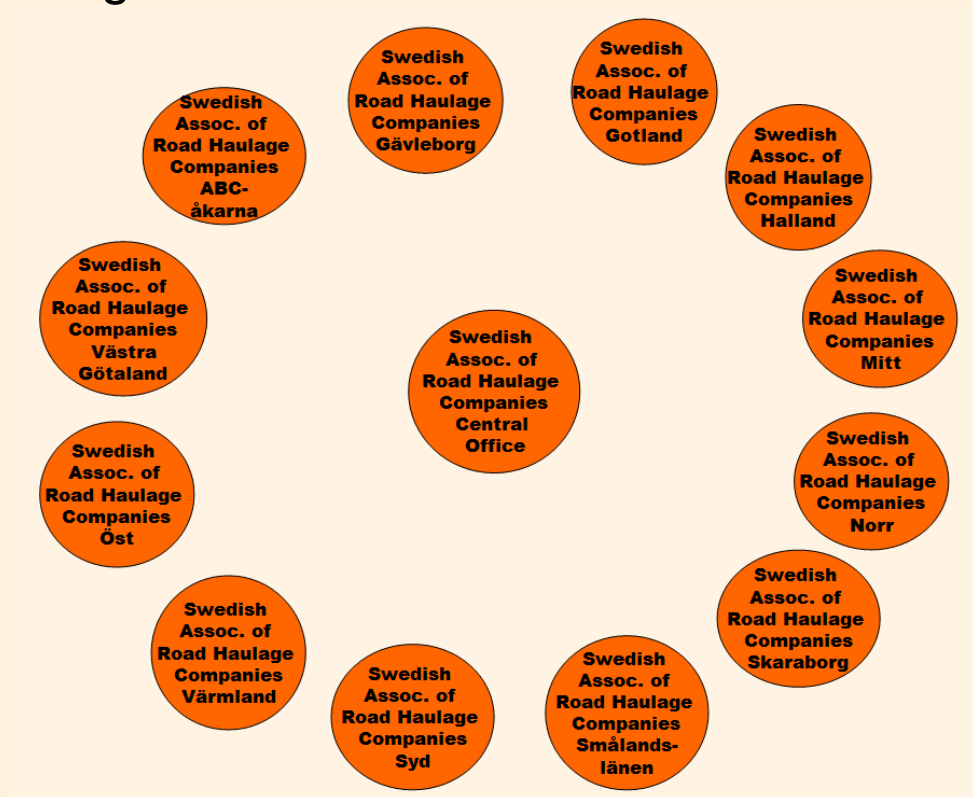 Swedish
Assoc. of
Road Haulage
Companies
Gävleborg
Swedish
Assoc. of
Road Haulage
Companies
Gotland
Swedish
Assoc. of
Road Haulage
Companies
ABC-
åkarna
Swedish
Assoc. of
Road Haulage
Companies
Halland
Swedish
Assoc. of
Road Haulage
Companies
Västra
Götaland
Swedish
Assoc. of
Road Haulage
Companies
Mitt
Swedish
Assoc. of
Road Haulage
Companies
Central
Office
Swedish
Assoc. of
Road Haulage
Companies
Öst
Swedish
Assoc. of
Road Haulage
Companies
Norr
Swedish
Assoc. of
Road Haulage
Companies
Skaraborg
Swedish
Assoc. of
Road Haulage
Companies
Värmland
Swedish
Assoc. of
Road Haulage
Companies
Syd
Swedish
Assoc. of
Road Haulage
Companies
Smålands-
länen